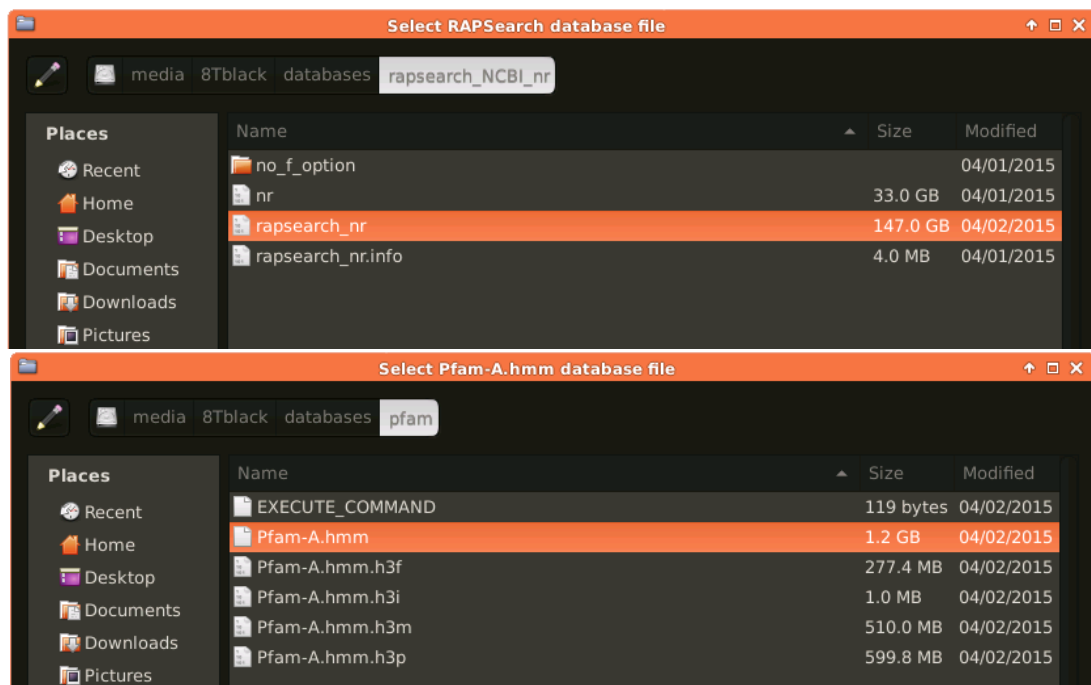 Select RAPSearch database file
media 8Tblack databases rapsearch_NCBI_nr
Places Name Size Modified
Recent no_f_option 04/01/2015
Home nr 33.0 GB 04/01/2015
Desktop rapsearch_nr 147.0 GB 04/02/2015
Documents rapsearch_nr.info 4.0 MB 04/01/2015
Downloads
Pictures
Select Pfam-A.hmm database file
media 8Tblack databases pfam
Places Name Size Modified
Recent EXECUTE_COMMAND 119 bytes 04/02/2015
Home Pfam-A.hmm 1.2 GB 04/02/2015
Desktop Pfam-A.hmm.h3f 277.4 MB 04/02/2015
Documents Pfam-A.hmm.h3i 1.0 MB 04/02/2015
Downloads Pfam-A.hmm.h3m 510.0 MB 04/02/2015
Pictures Pfam-A.hmm.h3p 599.8 MB 04/02/2015